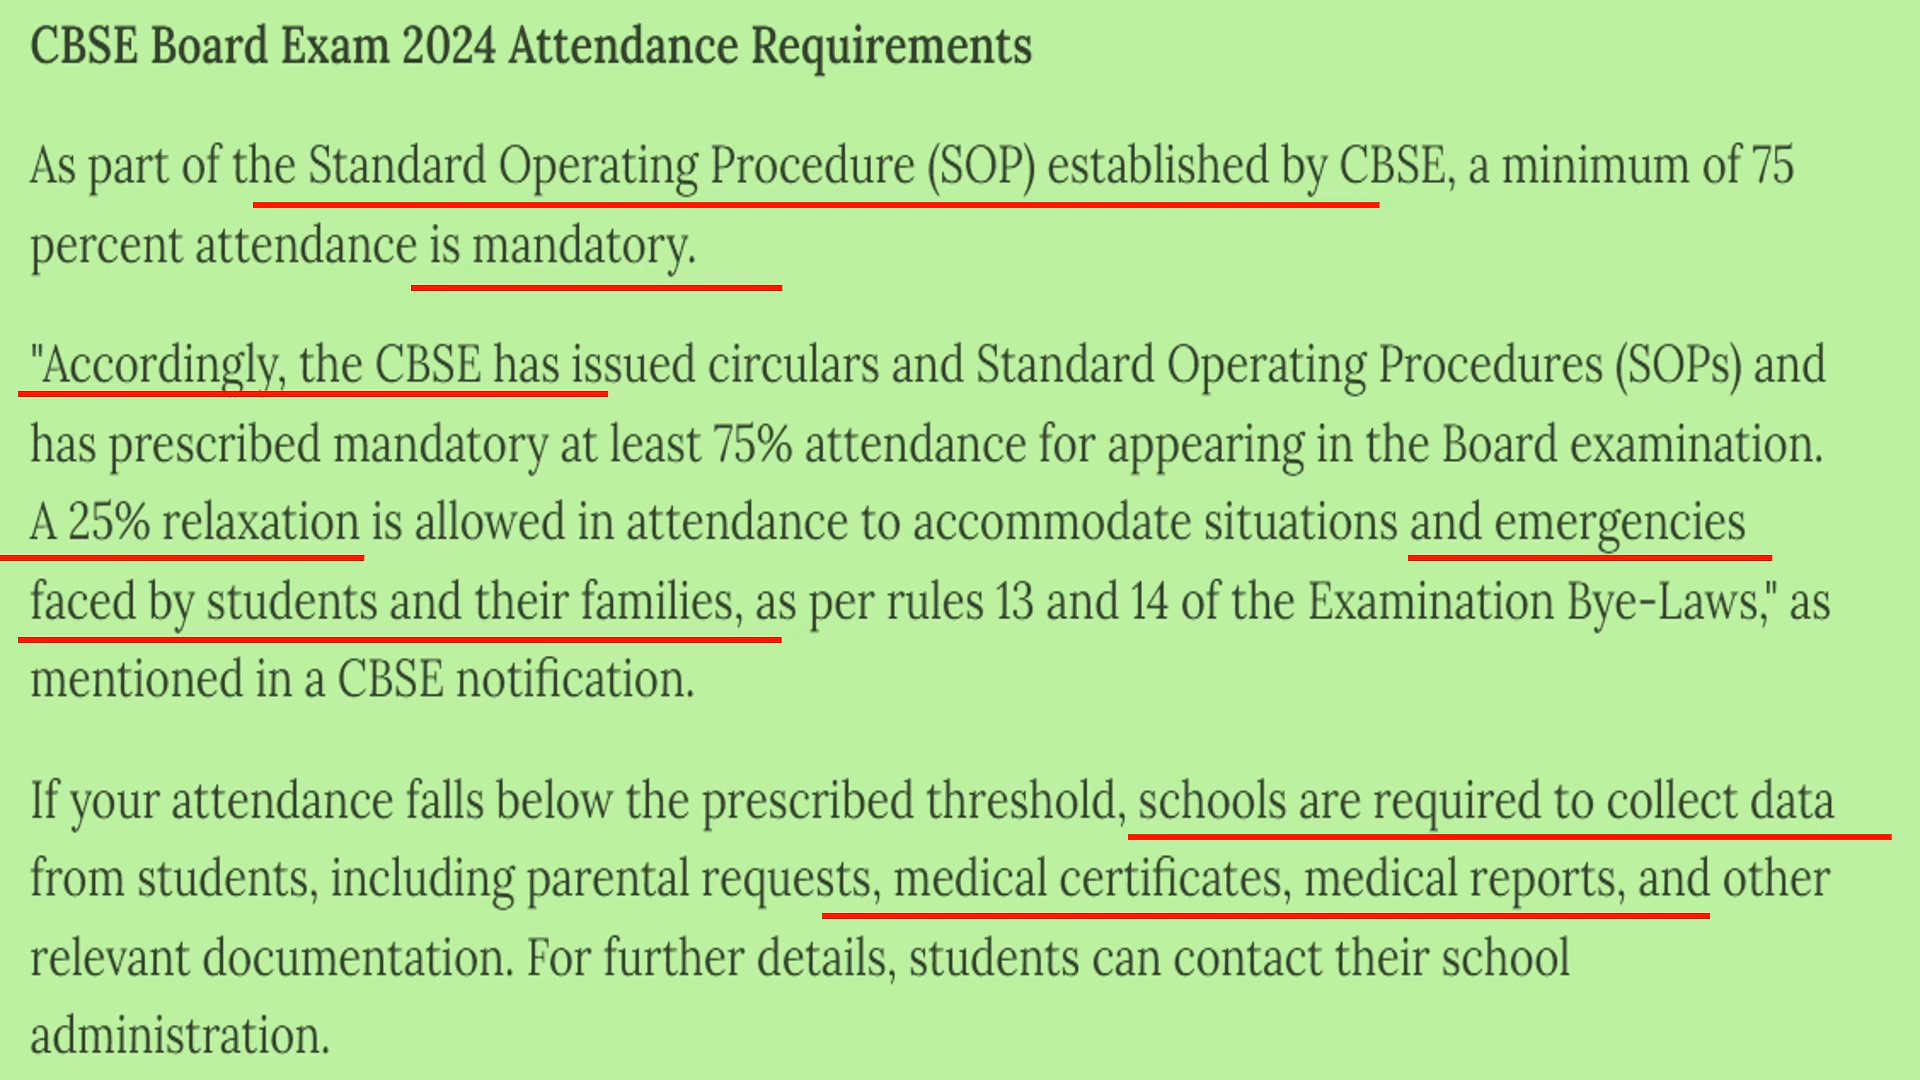 CBSE Board Exam 2024 Attendance Requirements
As part of the Standard Operating Procedure (SOP) established by CBSE, a minimum of 75
percent attendance is mandatory.
"Accordingly, the CBSE has issued circulars and Standard Operating Procedures (SOPs) and
has prescribed mandatory at least 75% attendance for appearing in the Board examination.
A 25% relaxation is allowed in attendance to accommodate situations and emergencies
faced by students and their families, as per rules 13 and 14 of the Examination Bye-Laws," as
mentioned in a CBSE notification.
If your attendance falls below the prescribed threshold, schools are required to collect data
from students, including parental requests, medical certificates, medical reports, and other
relevant documentation. For further details, students can contact their school
administration.